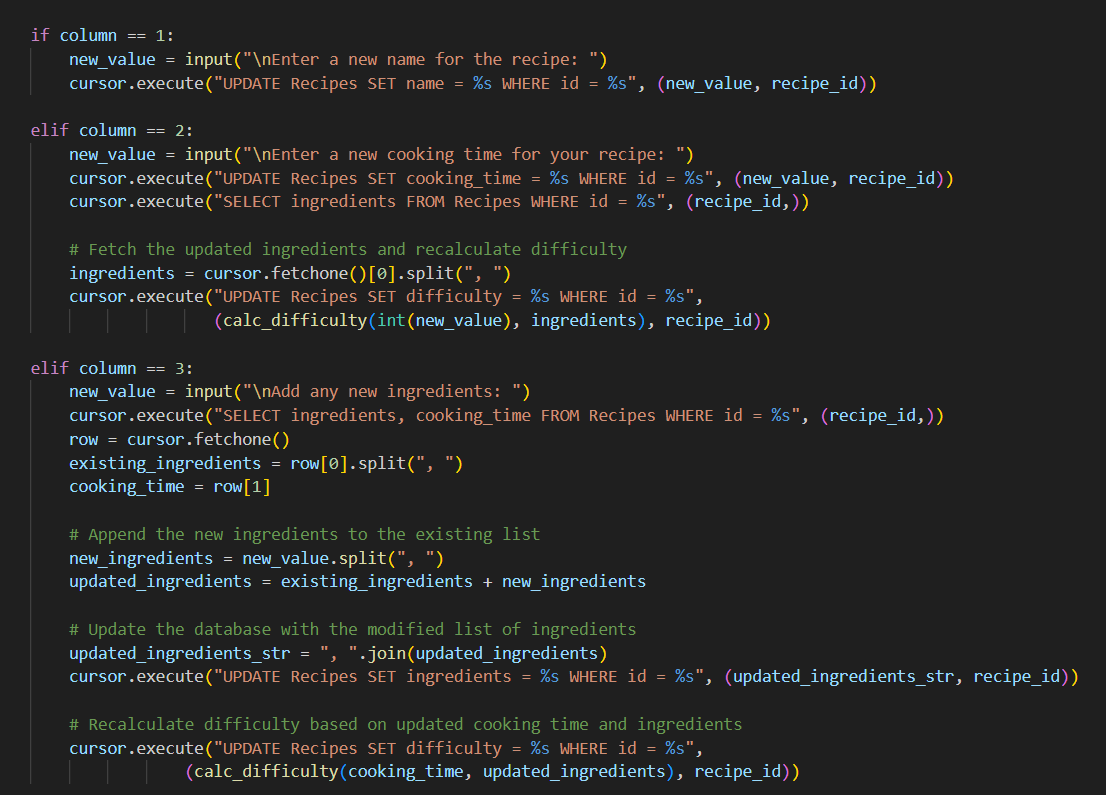 if column == 1:
    new_value = input("\nEnter a new name for the recipe: ")
    cursor.execute("UPDATE Recipes SET name = %s WHERE id = %s", (new_value, recipe_id))

elif column == 2:
    new_value = input("\nEnter a new cooking time for your recipe: ")
    cursor.execute("UPDATE Recipes SET cooking_time = %s WHERE id = %s", (new_value, recipe_id))
    cursor.execute("SELECT ingredients FROM Recipes WHERE id = %s", (recipe_id,))

    # Fetch the updated ingredients and recalculate difficulty
    ingredients = cursor.fetchone()[0].split(", ")
    cursor.execute("UPDATE Recipes SET difficulty = %s WHERE id = %s",
                   (calc_difficulty(int(new_value), ingredients), recipe_id))

elif column == 3:
    new_value = input("\nAdd any new ingredients: ")
    cursor.execute("SELECT ingredients, cooking_time FROM Recipes WHERE id = %s", (recipe_id,))
    row = cursor.fetchone()
    existing_ingredients = row[0].split(", ")
    cooking_time = row[1]

    # Append the new ingredients to the existing list
    new_ingredients = new_value.split(", ")
    updated_ingredients = existing_ingredients + new_ingredients

    # Update the database with the modified list of ingredients
    updated_ingredients_str = ", ".join(updated_ingredients)
    cursor.execute("UPDATE Recipes SET ingredients = %s WHERE id = %s", (updated_ingredients_str, recipe_id))

    # Recalculate difficulty based on updated cooking time and ingredients
    cursor.execute("UPDATE Recipes SET difficulty = %s WHERE id = %s",
                (calc_difficulty(cooking_time, updated_ingredients), recipe_id))